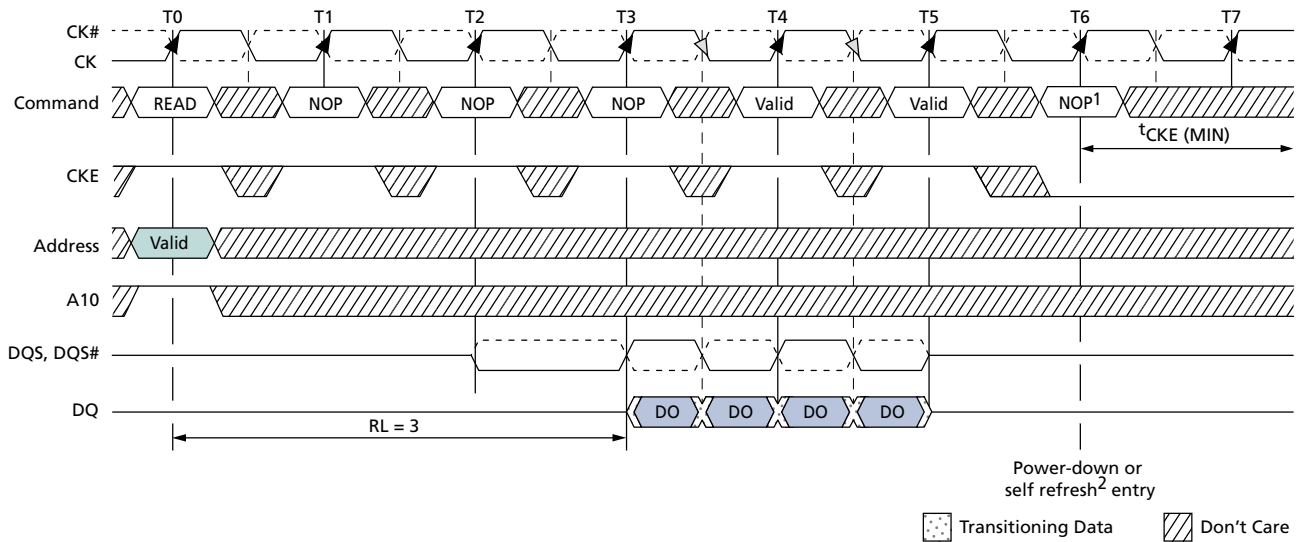 T0 T1 T2 T3 T4 T5 T6 T7
CK#
CK
Command READ NOP NOP NOP Valid Valid NOP1
tCKE (MIN)
CKE
Address Valid
A10
DQS, DQS#
DQ DO DO DO DO
RL = 3
Power-down or
self refresh2 entry
Transitioning Data Don't Care